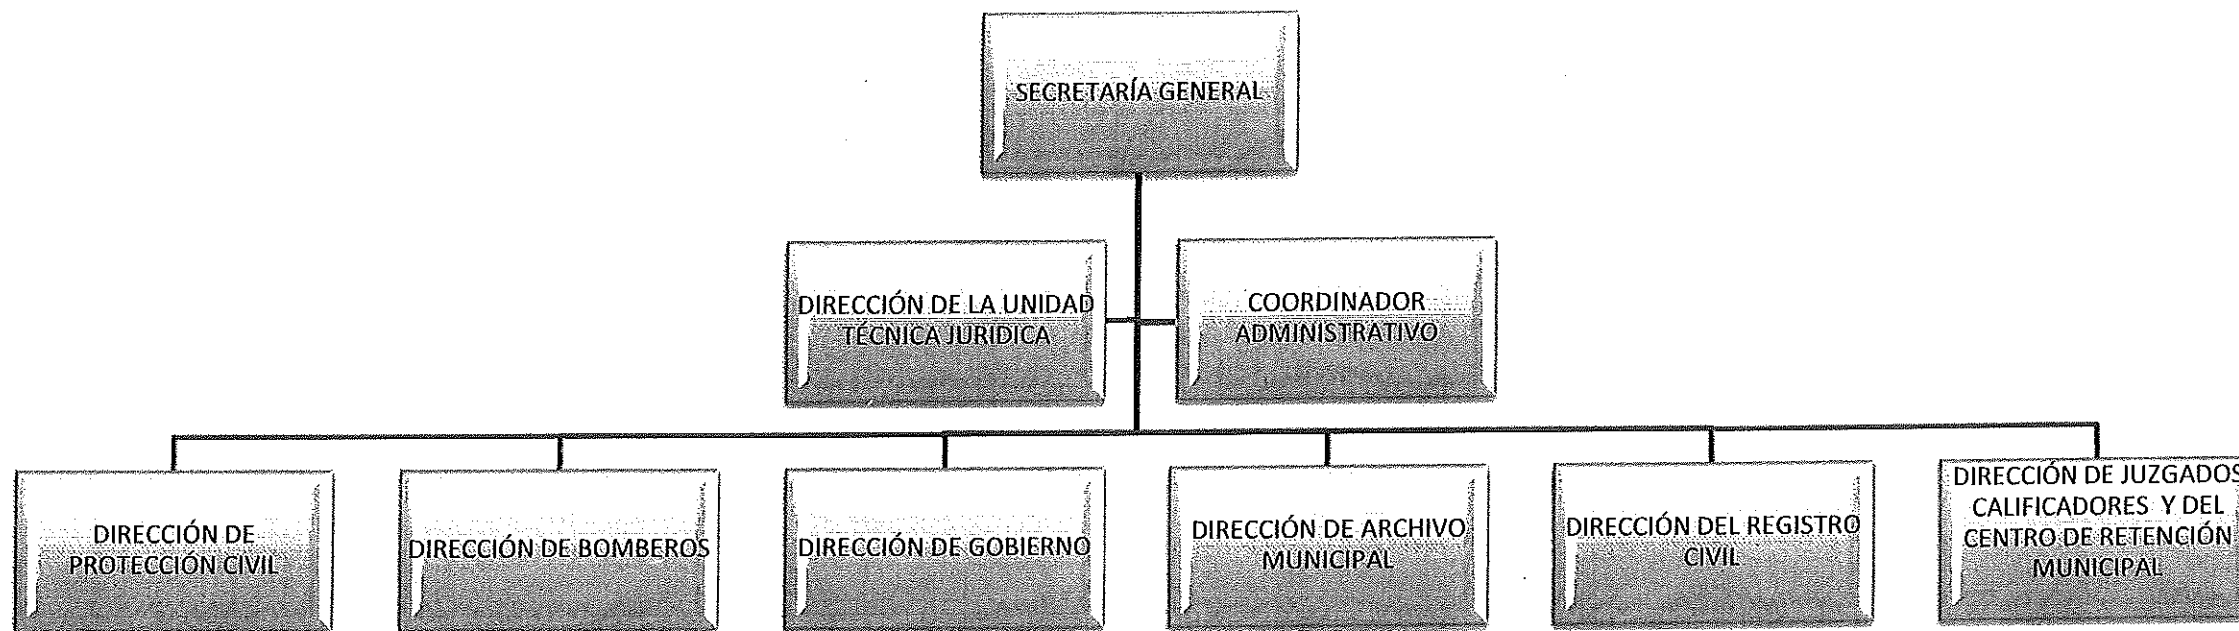 SECRETARÍA GENERAL
DIRECCIÓN DE LA UNIDAD
TÉCNICA JURIDICA
COORDINADOR
ADMINISTRATIVO
DIRECCIÓN DE
PROTECCIÓN CIVIL
DIRECCIÓN DE BOMBEROS
DIRECCIÓN DE GOBIERNO
DIRECCIÓN DE ARCHIVO
MUNICIPAL
DIRECCIÓN DEL REGISTRO
CIVIL
DIRECCIÓN DE JUZGADOS
CALIFICADORES Y DEL
CENTRO DE RETENCIÓN
MUNICIPAL